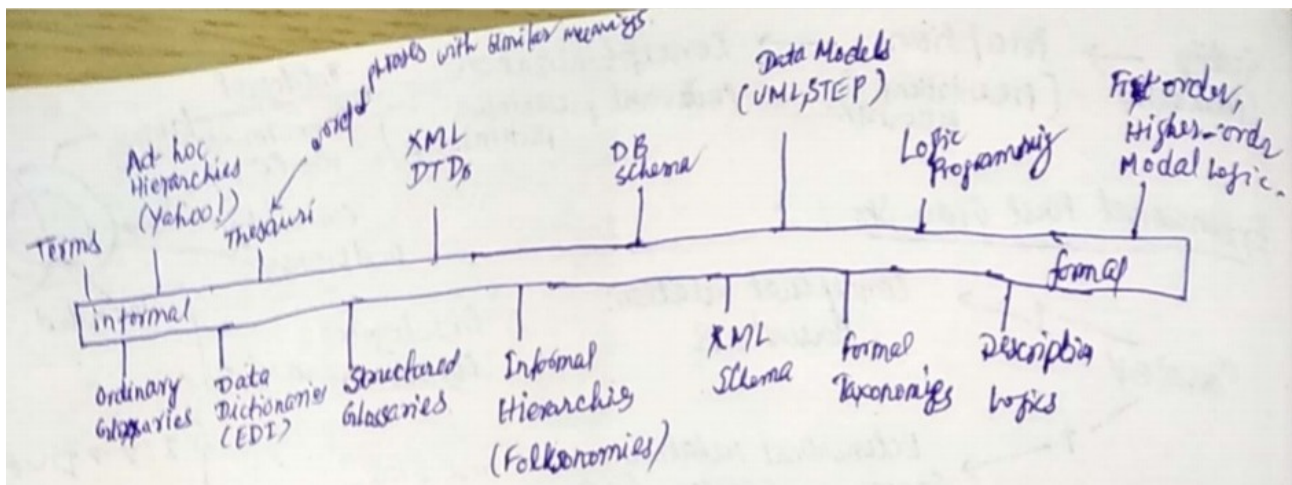 phrases with similar meanings.
Ad-hoc
Hierarchies
(Yahoo!)
Terms
Thesauri
XML
DTDs
DB
Schema
Data Models
(UML, STEP)
Logic
Programming
First order,
Higher-order
Modal Logic.
informal
formal
Ordinary
Glossaries
Data
Dictionaries
(EDI)
Structured
Glossaries
Informal
Hierarchies
(Folksonomies)
XML
Schema
formal
Taxonomies
Description
Logics